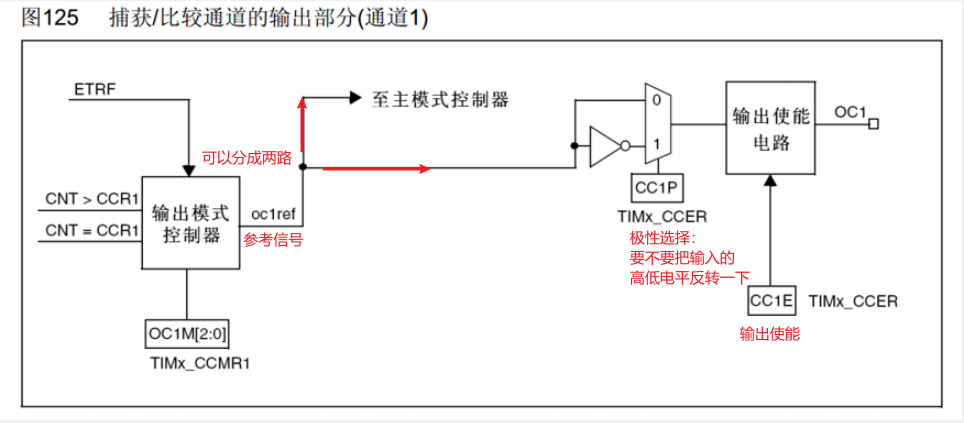 图125 捕获/比较通道的输出部分(通道1)
ETRF
至主模式控制器
0
1
输出使能
电路
OC1
可以分成两路
CNT > CCR1
CNT = CCR1
输出模式
控制器
oc1ref
参考信号
CC1P
TIMx_CCER
极性选择:
要不要把输入的
高低电平反转一下
CC1E
TIMx_CCER
输出使能
OC1M[2:0]
TIMx_CCMR1